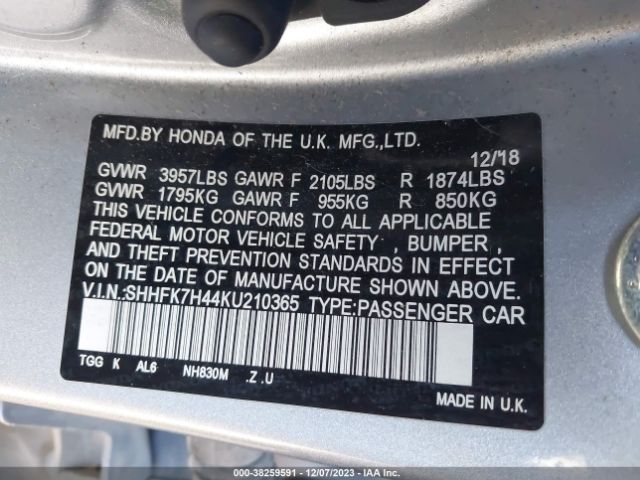 MFD.BY HONDA OF THE U.K. MFG.,LTD.
12/18
GVWR 3957LBS GAWR F 2105LBS R 1874LBS
GVWR 1795KG GAWR F 955KG R 850KG
THIS VEHICLE CONFORMS TO ALL APPLICABLE
FEDERAL MOTOR VEHICLE SAFETY , BUMPER ,
AND THEFT PREVENTION STANDARDS IN EFFECT
ON THE DATE OF MANUFACTURE SHOWN ABOVE.
V.I.N.:SHHFK7H44KU210365 TYPE:PASSENGER CAR
TGG K AL6 NH830M .Z.U
MADE IN U.K.
000-38259591 - 12/07/2023 - IAA Inc.